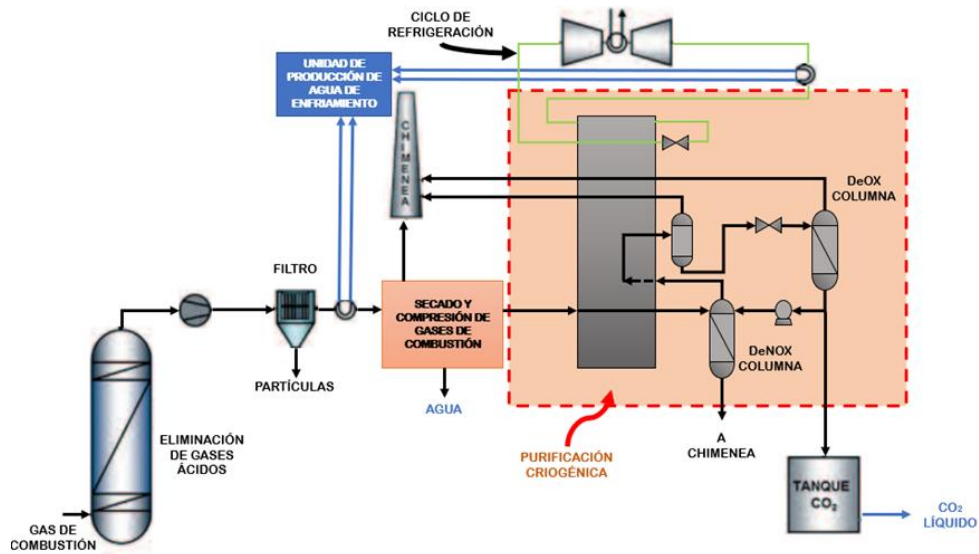 CICLO DE
REFRIGERACIÓN
UNIDAD DE
PRODUCCIÓN DE
AGUA DE
ENFRIAMIENTO
CHIMENEA
DeOX
COLUMNA
FILTRO
SECADO Y
COMPRESIÓN DE
GASES DE
COMBUSTIÓN
DeNOX
COLUMNA
PARTÍCULAS
AGUA
ELIMINACIÓN
DE GASES
ÁCIDOS
PURIFICACIÓN
CRIOGÉNICA
A
CHIMENEA
TANQUE
CO₂
CO₂
LÍQUIDO
GAS DE
COMBUSTIÓN